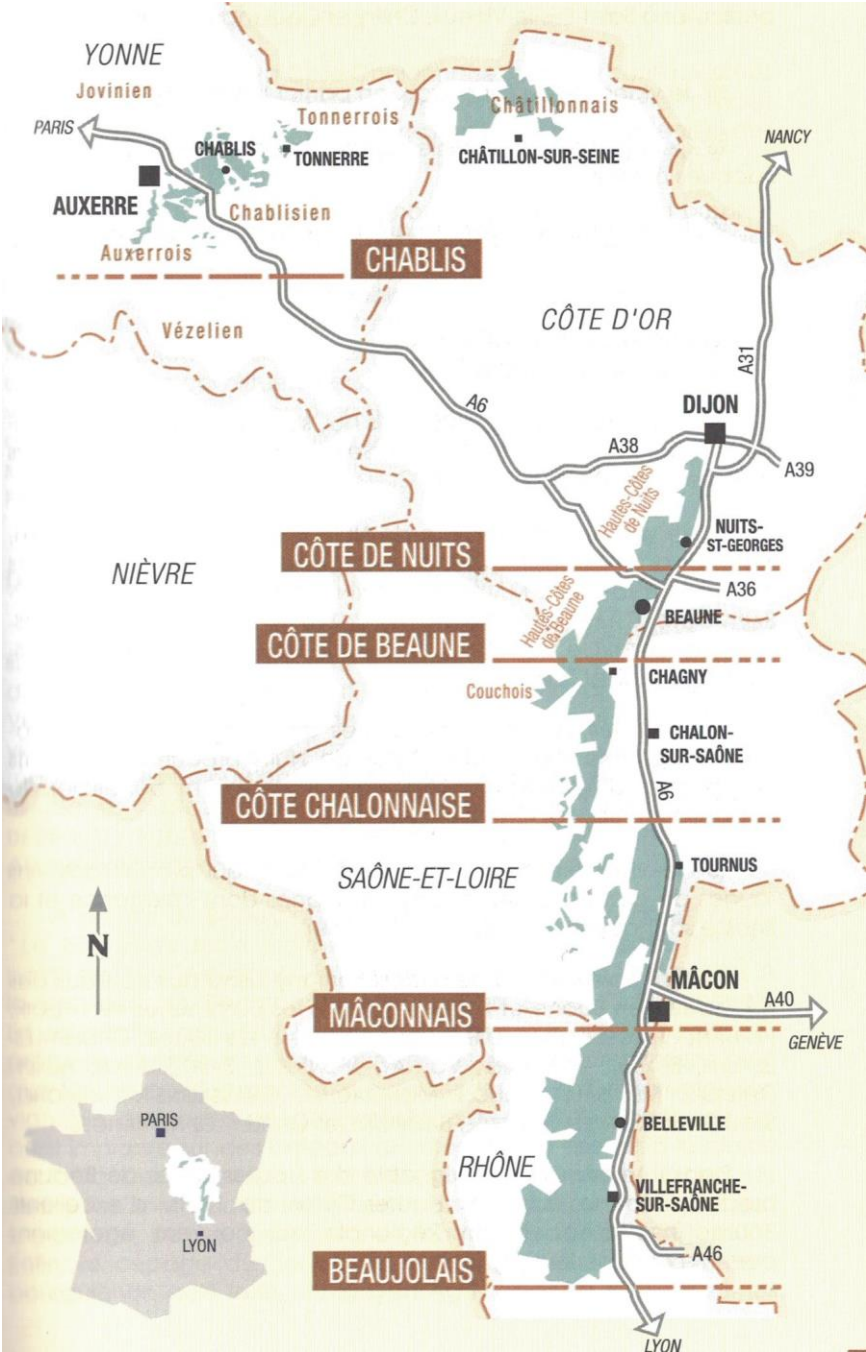 YONNE
Jovinien
PARIS
Tonnerrois
CHABLIS
TONNERRE
AUXERRE
Chablisien
Auxerrois
Châtillonnais
CHÂTILLON-SUR-SEINE
NANCY
CHABLIS
Vézelien
CÔTE D'OR
A31
A6
DIJON
A38
A39
Hautes-Côtes
de Nuits
NUITS-
ST-GEORGES
CÔTE DE NUITS
NIÈVRE
A36
Hautes-Côtes
de Beaune
BEAUNE
CÔTE DE BEAUNE
CHAGNY
Couchois
CHALON-
SUR-SAÔNE
A6
CÔTE CHALONNAISE
TOURNUS
SAÔNE-ET-LOIRE
N
MÂCON
A40
GENÈVE
MÂCONNAIS
PARIS
LYON
BELLEVILLE
RHÔNE
VILLEFRANCHE-
SUR-SAÔNE
A46
BEAUJOLAIS
LYON